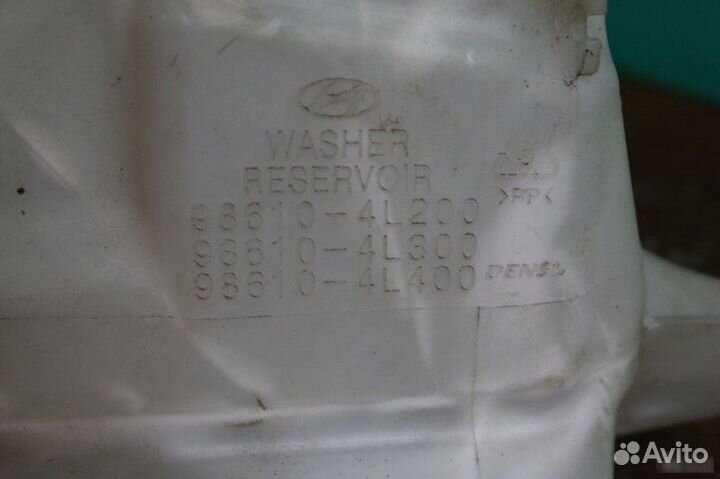 WASHER
RESERVOIR
98610-4L200
98610-4L300
98610-4L400
>PP<
DENSO
Avito